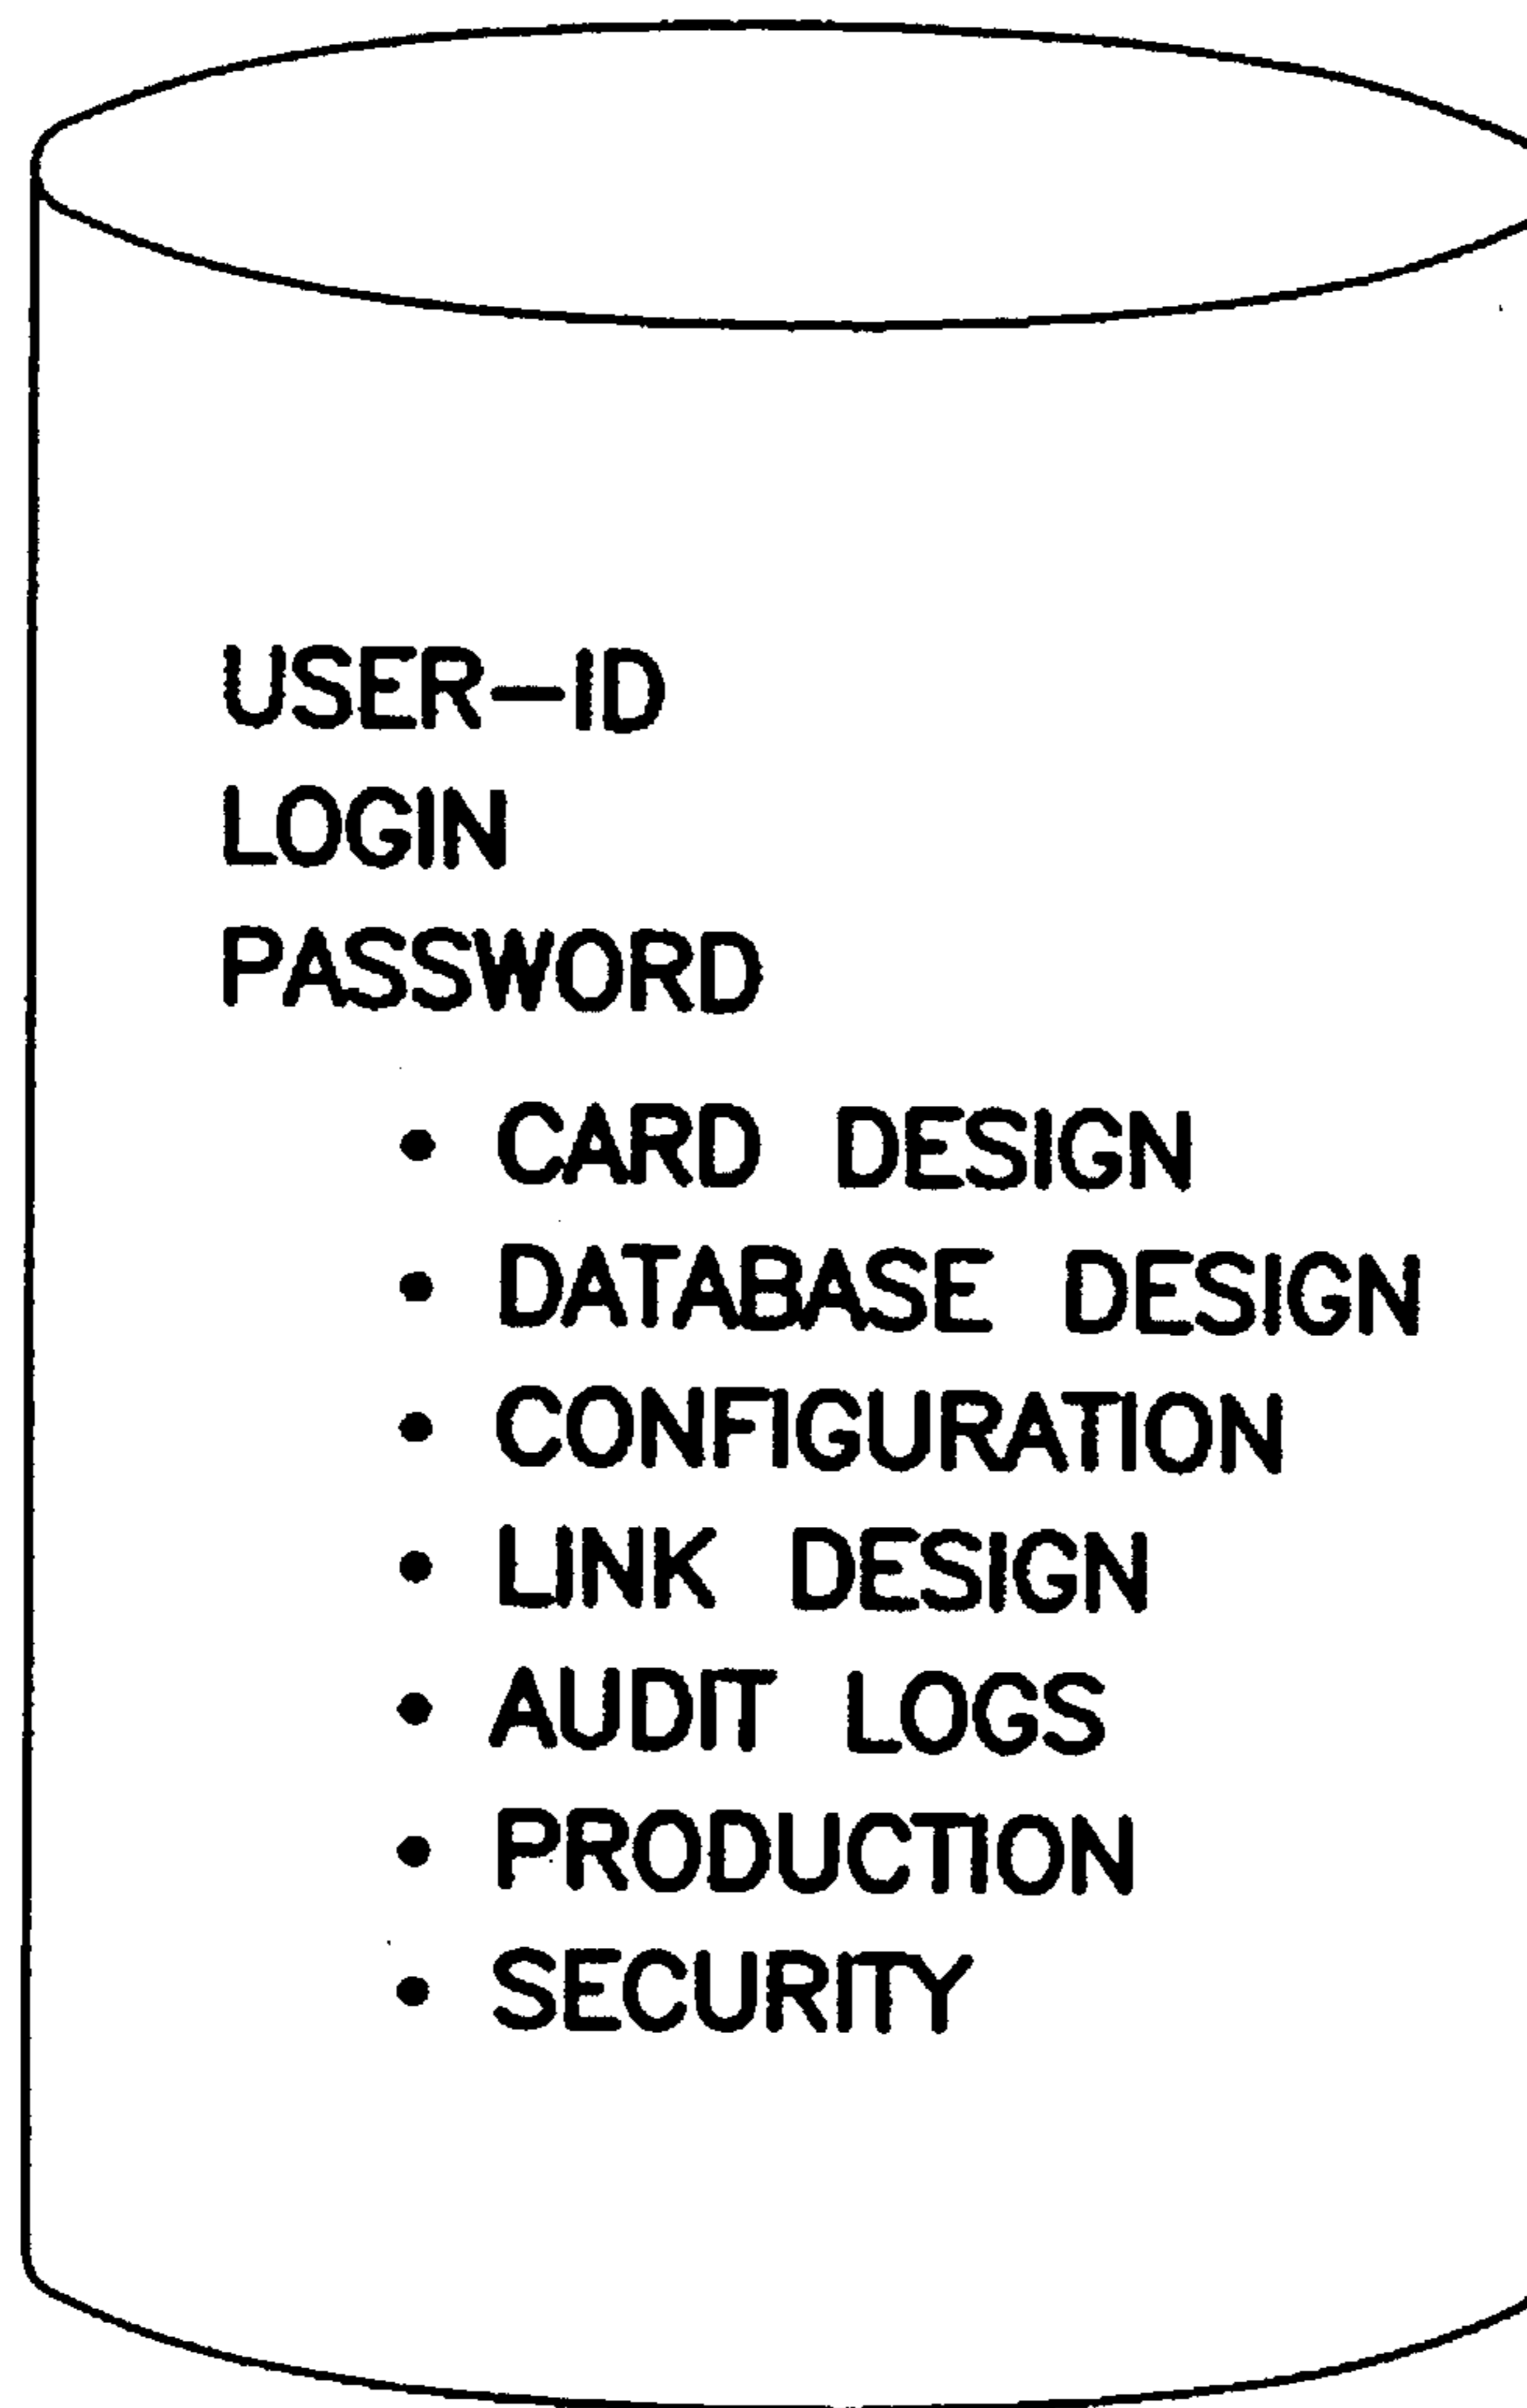 USER-ID
LOGIN
PASSWORD
• CARD DESIGN
• DATABASE DESIGN
• CONFIGURATION
• LINK DESIGN
• AUDIT LOGS
• PRODUCTION
• SECURITY